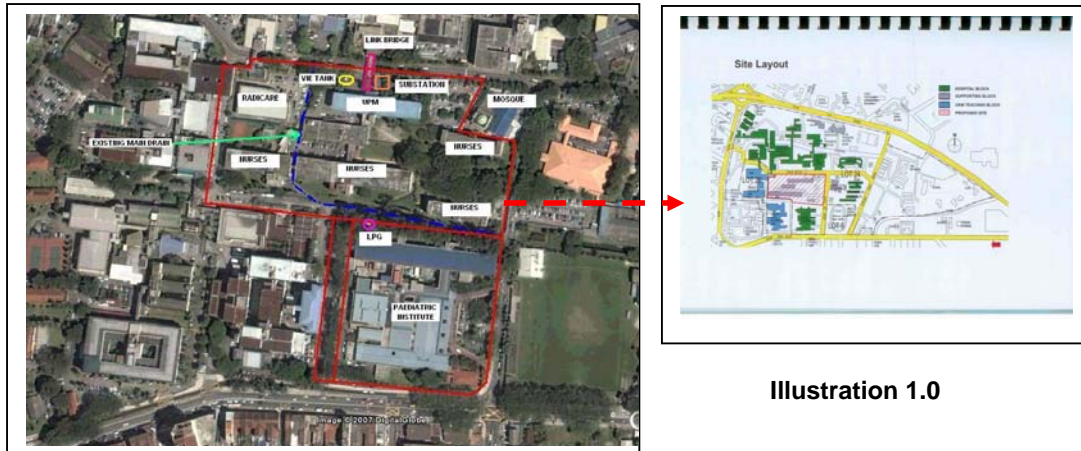 LINK BRIDGE
VIE TANK
SUBSTATION
RADICARE
UPM
MOSQUE
EXISTING MAIN DRAIN
NURSES
NURSES
NURSES
NURSES
LPG
PAEDIATRIC
INSTITUTE
Image © 2007 DigitalGlobe
Site Layout
HOSPITAL BLOCK
SUPPORTING BLOCK
UKM TEACHING BLOCK
PROPOSED SITE
Illustration 1.0